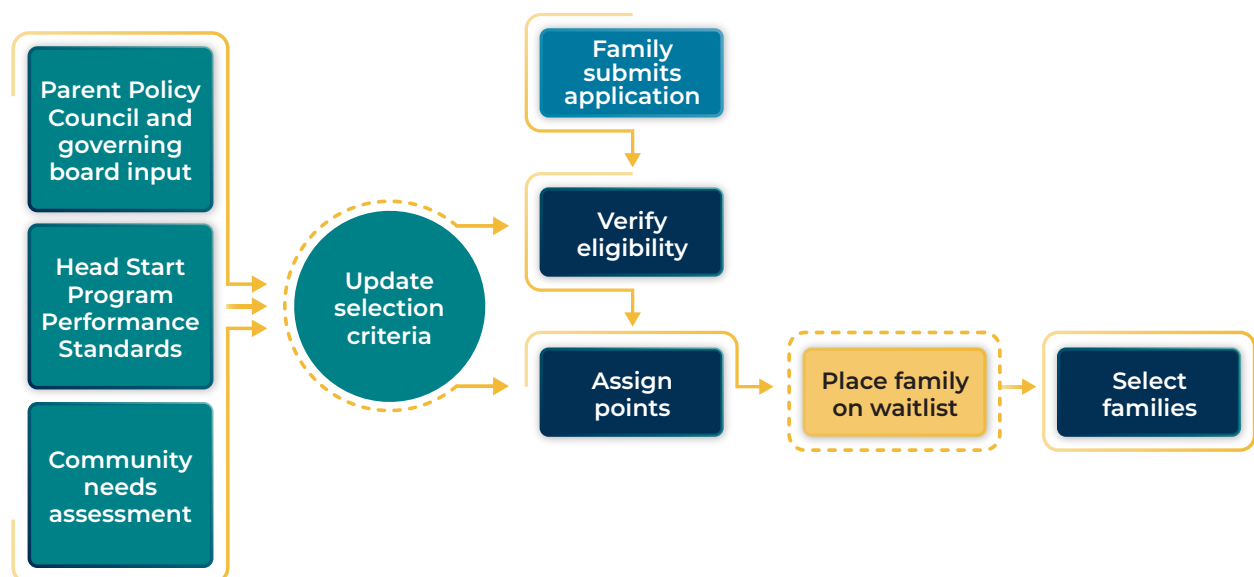 Parent Policy
Council and
governing
board input
Head Start
Program
Performance
Standards
Community
needs
assessment
Update
selection
criteria
Family
submits
application
Verify
eligibility
Assign
points
Place family
on waitlist
Select
families